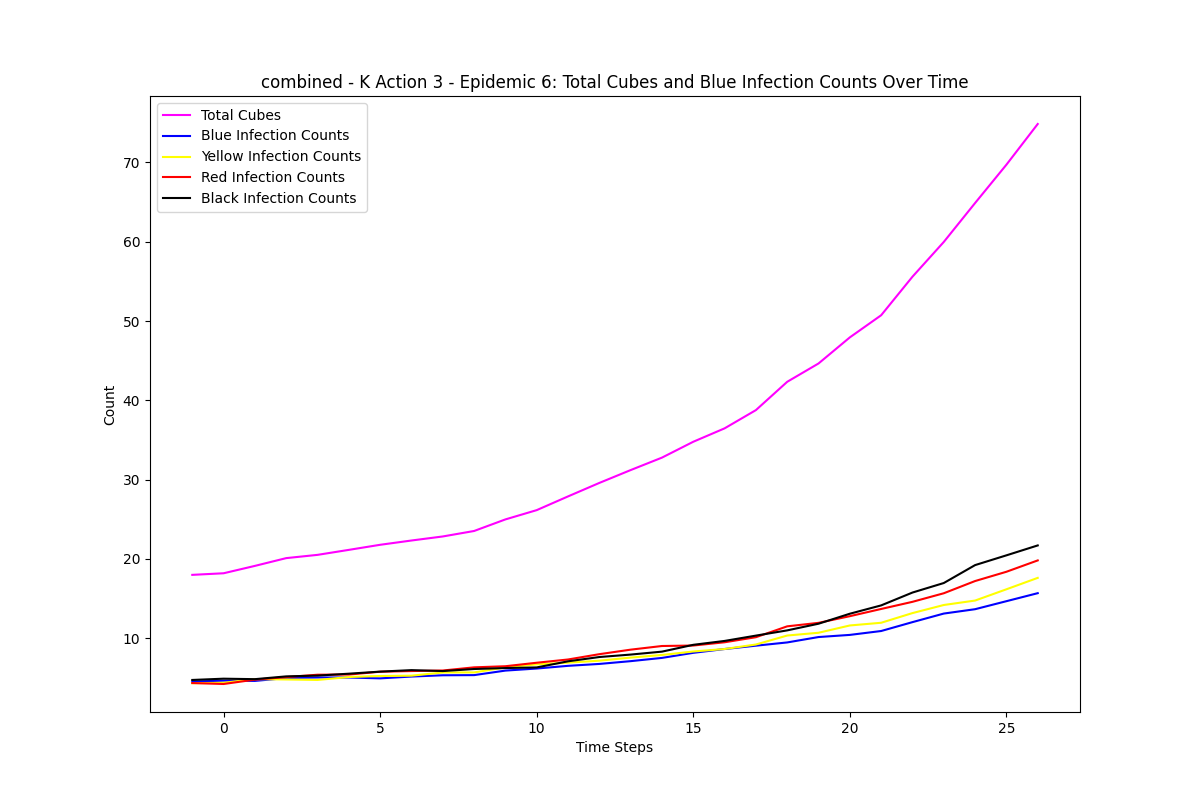 combined - K Action 3 - Epidemic 6: Total Cubes and Blue Infection Counts Over Time
Total Cubes
Blue Infection Counts
Yellow Infection Counts
Red Infection Counts
Black Infection Counts
70
60
50
40
30
20
10
Count
0 5 10 15 20 25
Time Steps